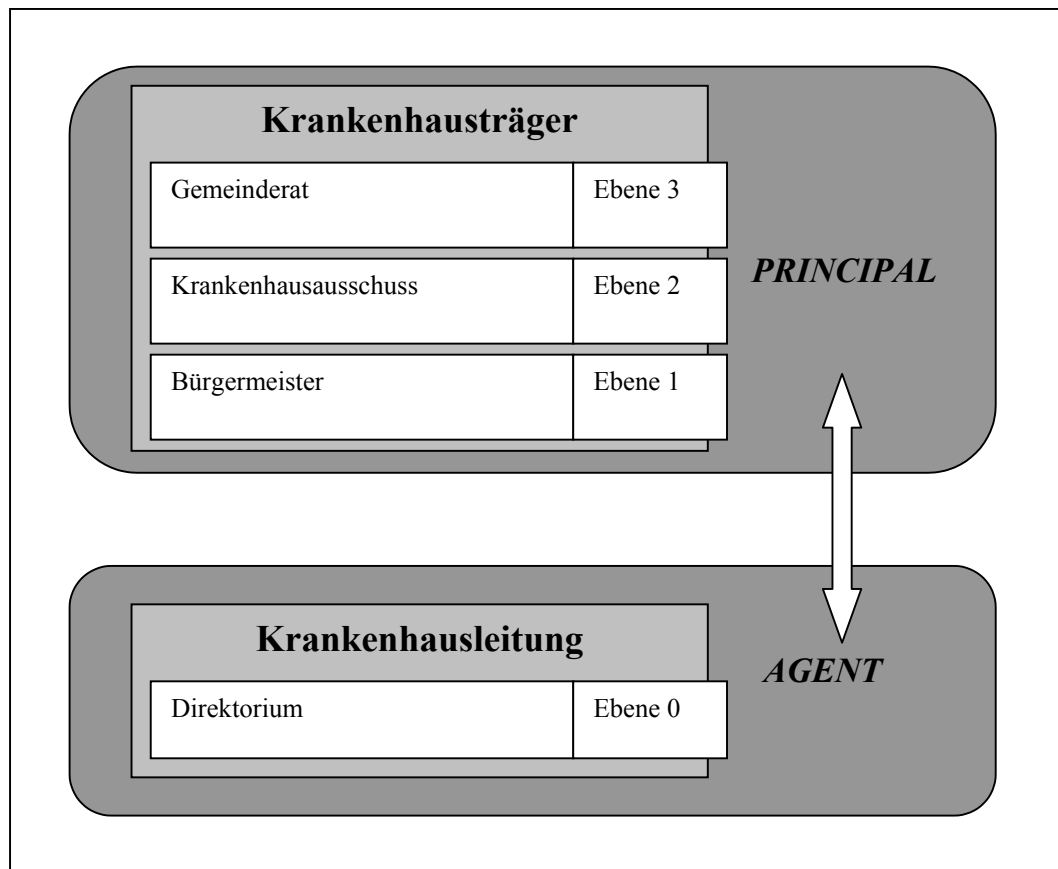 Krankenhausträger
Gemeinderat Ebene 3
Krankenhausausschuss Ebene 2
Bürgermeister Ebene 1
PRINCIPAL
Krankenhausleitung
Direktorium Ebene 0
AGENT